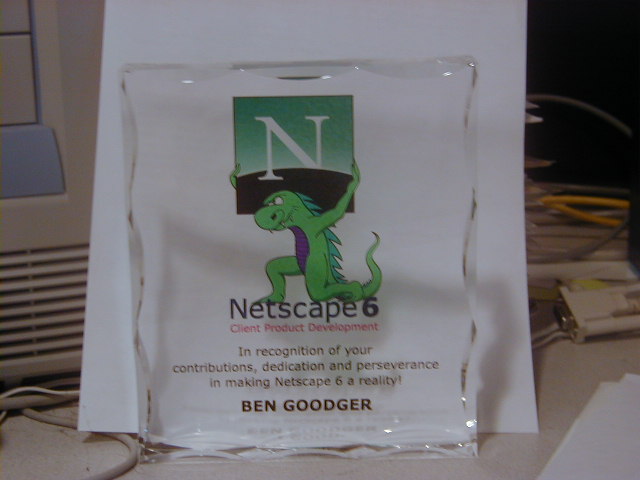 N
Netscape 6
Client Product Development
In recognition of your
contributions, dedication and perseverance
in making Netscape 6 a reality!
BEN GOODGER